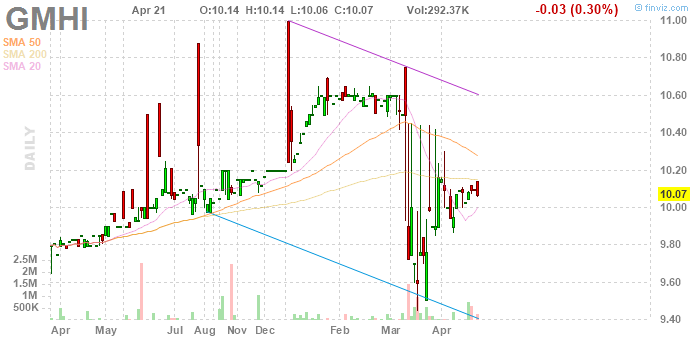 GMHI
Apr 21 O:10.14 H:10.14 L:10.06 C:10.07 Vol:292.37K -0.03 (0.30%)
© finviz.com
SMA 50
SMA 200
SMA 20
DAILY
11.00
10.80
10.60
10.40
10.20
10.07
10.00
9.80
9.60
9.40
2.5M
2M
1.5M
1M
500K
Apr May Jul Aug Oct Nov Dec Feb Mar Apr